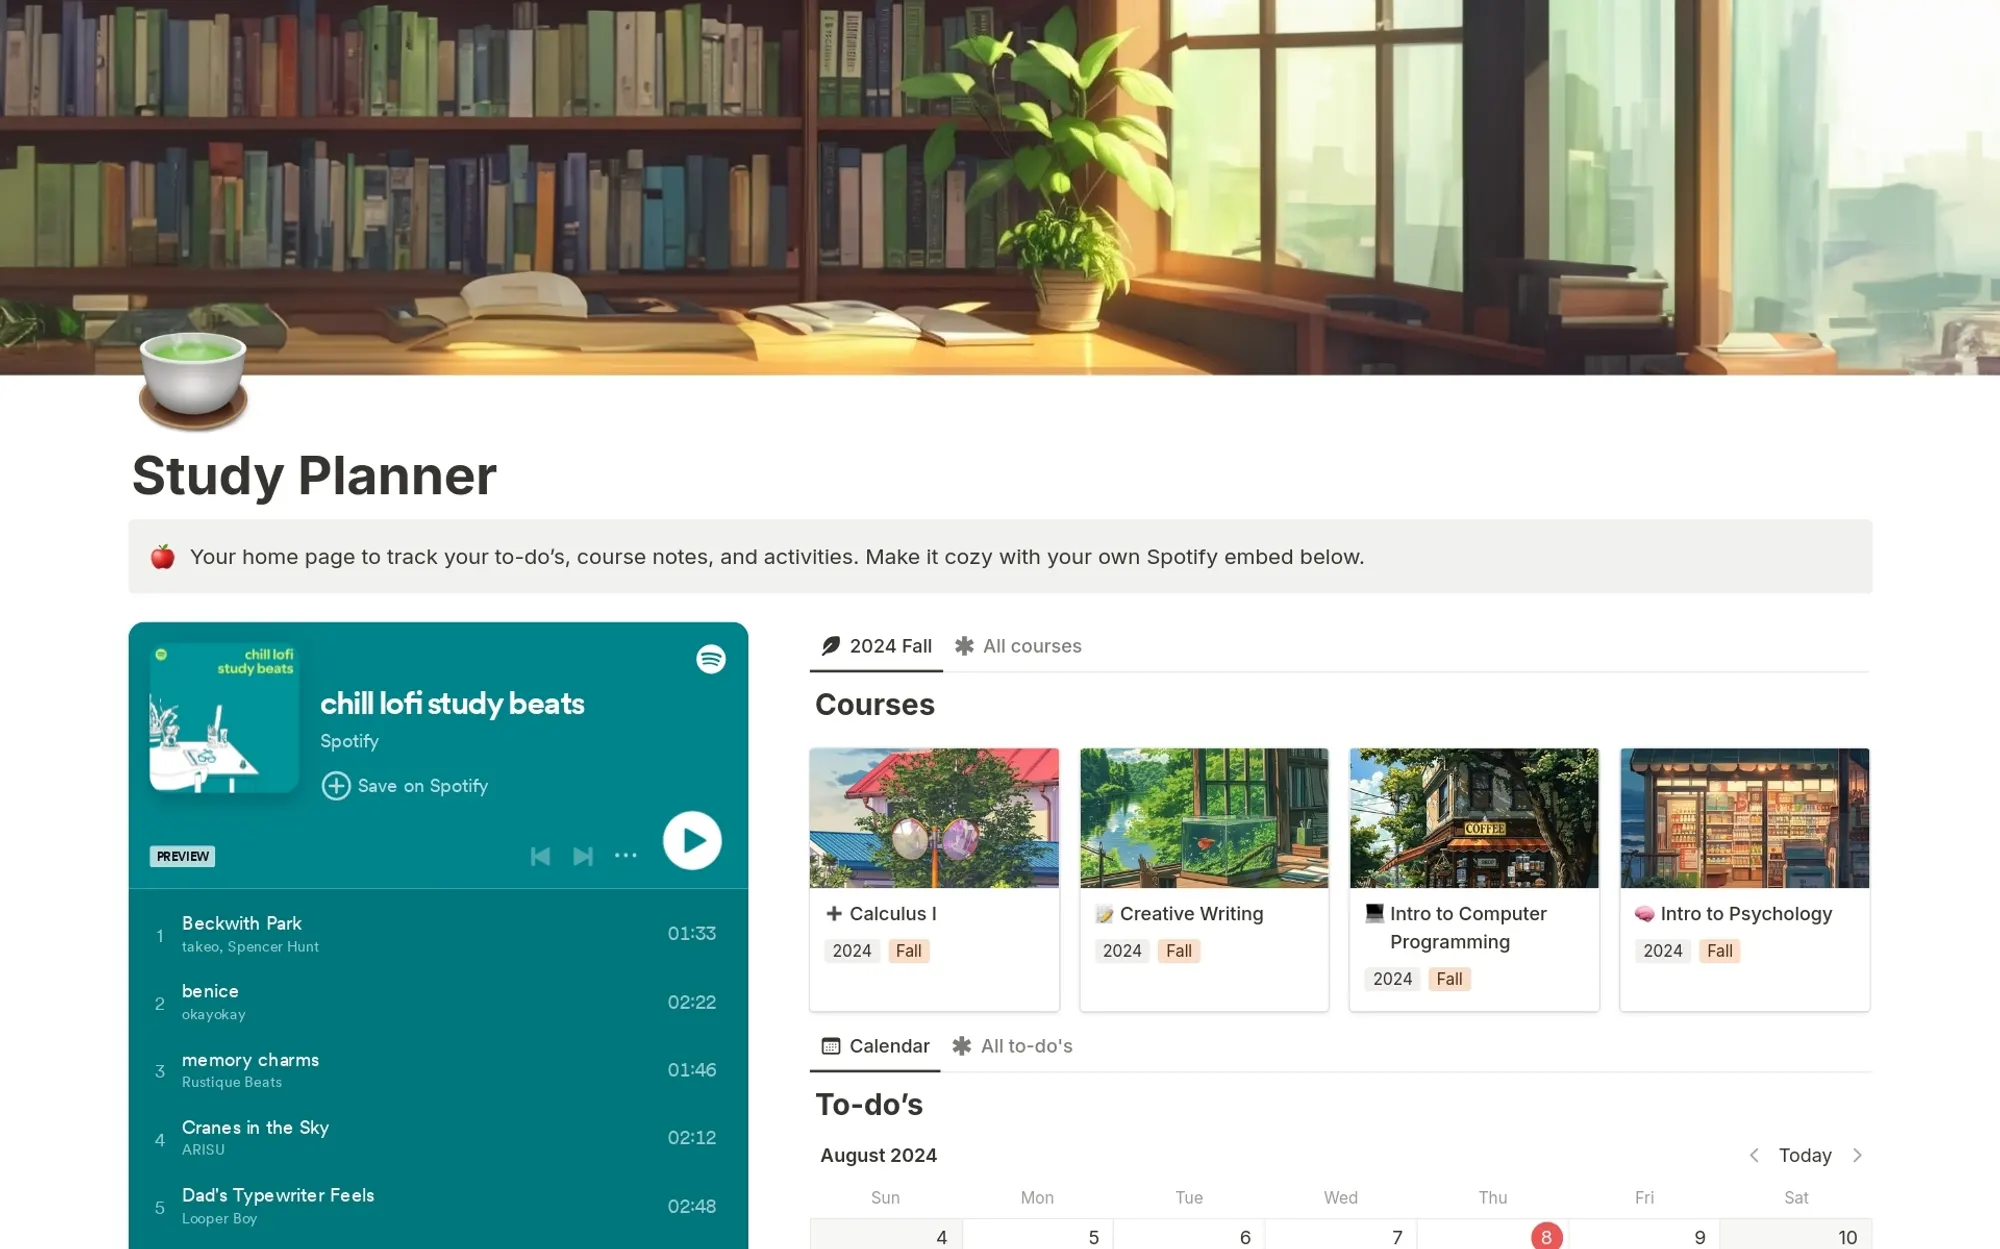 Study Planner
Your home page to track your to-do’s, course notes, and activities. Make it cozy with your own Spotify embed below.
chill lofi
study beats
chill lofi study beats
Spotify
Save on Spotify
PREVIEW
1
Beckwith Park
takeo, Spencer Hunt
01:33
2
benice
okayokay
02:22
3
memory charms
Rustique Beats
01:46
4
Cranes in the Sky
ARISU
02:12
5
Dad's Typewriter Feels
Looper Boy
02:48
2024 Fall
All courses
Courses
COFFEE
Calculus I
2024 Fall
Creative Writing
2024 Fall
Intro to Computer
Programming
2024 Fall
Intro to Psychology
2024 Fall
Calendar
All to-do's
To-do’s
August 2024
Today
Sun Mon Tue Wed Thu Fri Sat
4 5 6 7 8 9 10